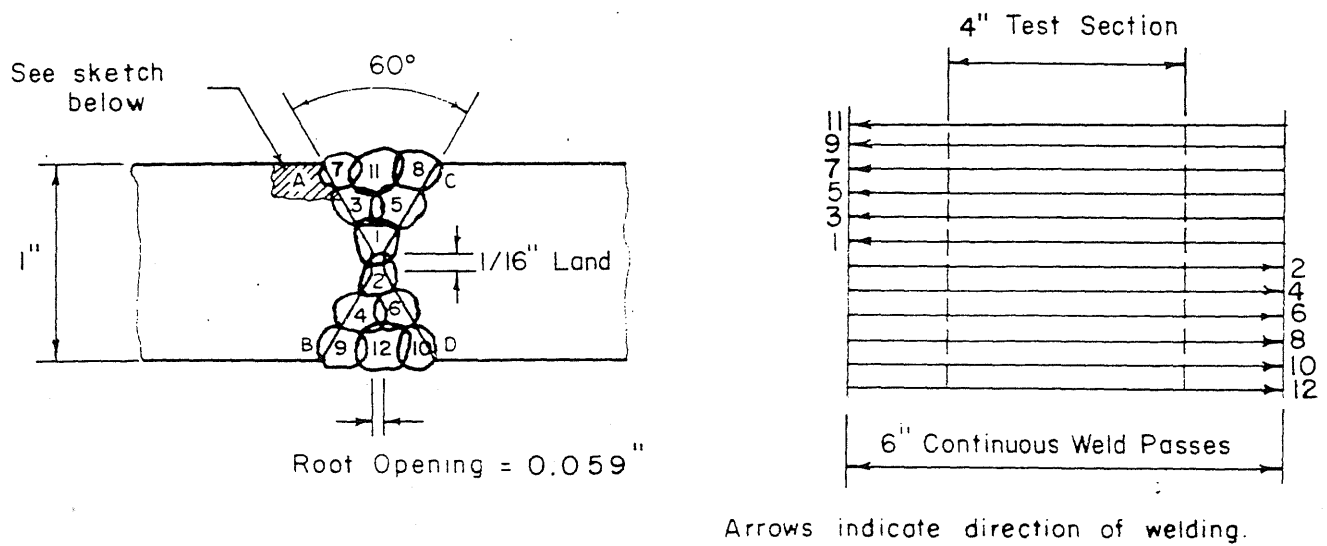 4" Test Section
See sketch
below
60°
A
7
11
8
C
3
5
1
1"
1/16" Land
2
4
6
B
9
12
10
D
Root Opening = 0.059"
11
9
7
5
3
1
2
4
6
8
10
12
6" Continuous Weld Passes
Arrows indicate direction of welding.